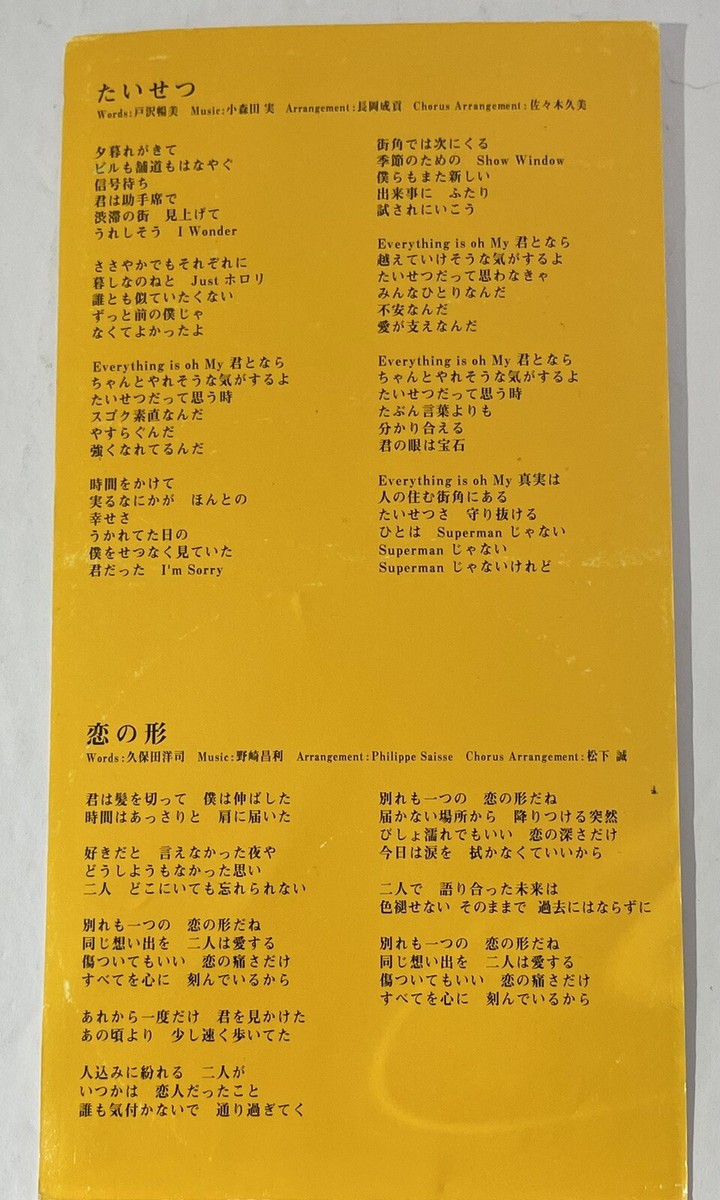 たいせつ
Words:戸沢暢美　Music:小森田 実　Arrangement:長岡成貢　Chorus Arrangement:佐々木久美
夕暮れがきて
ビルも舗道もはなやぐ
信号待ち
君は助手席で
渋滞の街　見上げて
うれしそう　I Wonder
ささやかでもそれぞれに
暮しなのねと　Just ホロリ
誰とも似ていたくない
ずっと前の僕じゃ
なくてよかったよ
Everything is oh My 君となら
ちゃんとやれそうな気がするよ
たいせつだって思う時
スゴク素直なんだ
やすらぐんだ
強くなれてるんだ
時間をかけて
実るなにかが　ほんとの
幸せさ
うかれてた日の
僕をせつなく見ていた
君だった　I'm Sorry
街角では次にくる
季節のための　Show Window
僕らもまた新しい
出来事に　ふたり
試されにいこう
Everything is oh My 君となら
越えていけそうな気がするよ
たいせつだって思わなきゃ
みんなひとりなんだ
不安なんだ
愛が支えなんだ
Everything is oh My 君となら
ちゃんとやれそうな気がするよ
たいせつだって思う時
たぶん言葉よりも
分かり合える
君の眼は宝石
Everything is oh My 真実は
人の住む街角にある
たいせつさ　守り抜ける
ひとは　Superman じゃない
Superman じゃない
Superman じゃないけれど
恋の形
Words:久保田洋司　Music:野崎昌利　Arrangement:Philippe Saisse　Chorus Arrangement:松下 誠
君は髪を切って　僕は伸ばした
時間はあっさりと　肩に届いた
好きだと　言えなかった夜や
どうしようもなかった思い
二人　どこにいても忘れられない
別れも一つの　恋の形だね
同じ想い出を　二人は愛する
傷ついてもいい　恋の痛さだけ
すべてを心に　刻んでいるから
あれから一度だけ　君を見かけた
あの頃より　少し速く歩いてた
人込みに紛れる　二人が
いつかは　恋人だったこと
誰も気付かないで　通り過ぎてく
別れも一つの　恋の形だね
届かない場所から　降りつける突然
びしょ濡れでもいい　恋の深さだけ
今日は涙を　拭かなくていいから
二人で　語り合った未来は
色褪せない そのままで 過去にはならずに
別れも一つの　恋の形だね
同じ想い出を　二人は愛する
傷ついてもいい　恋の痛さだけ
すべてを心に　刻んでいるから